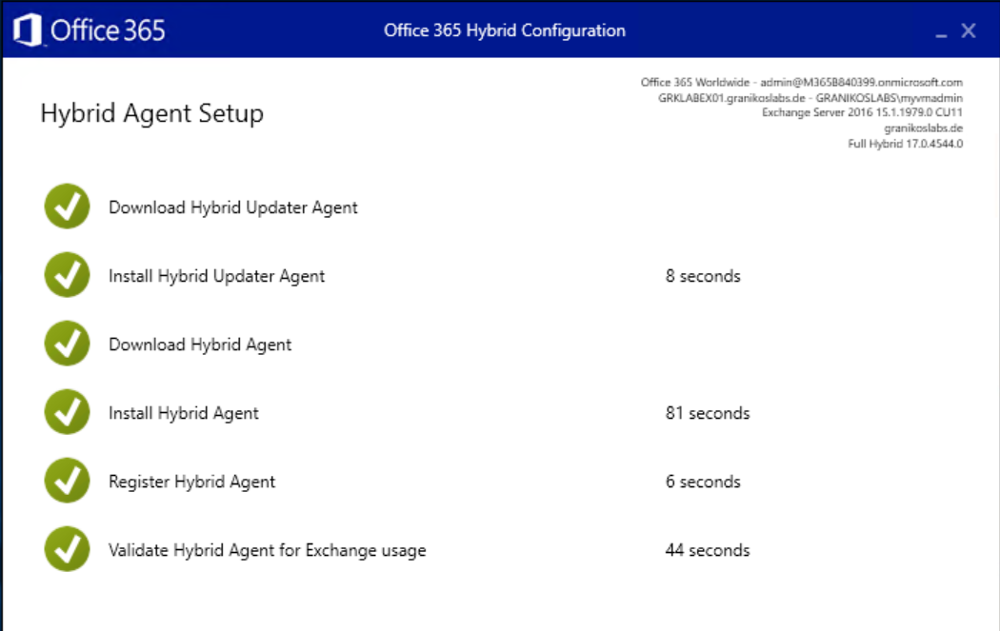 Office 365
Office 365 Hybrid Configuration
Office 365 Worldwide - admin@M365B840399.onmicrosoft.com
GRKLABEX01.granikoslabs.de - GRANIKOSLABS\myvmadmin
Exchange Server 2016 15.1.1979.0 CU11
granikoslabs.de
Full Hybrid 17.0.4544.0
Hybrid Agent Setup
Download Hybrid Updater Agent
Install Hybrid Updater Agent 8 seconds
Download Hybrid Agent
Install Hybrid Agent 81 seconds
Register Hybrid Agent 6 seconds
Validate Hybrid Agent for Exchange usage 44 seconds